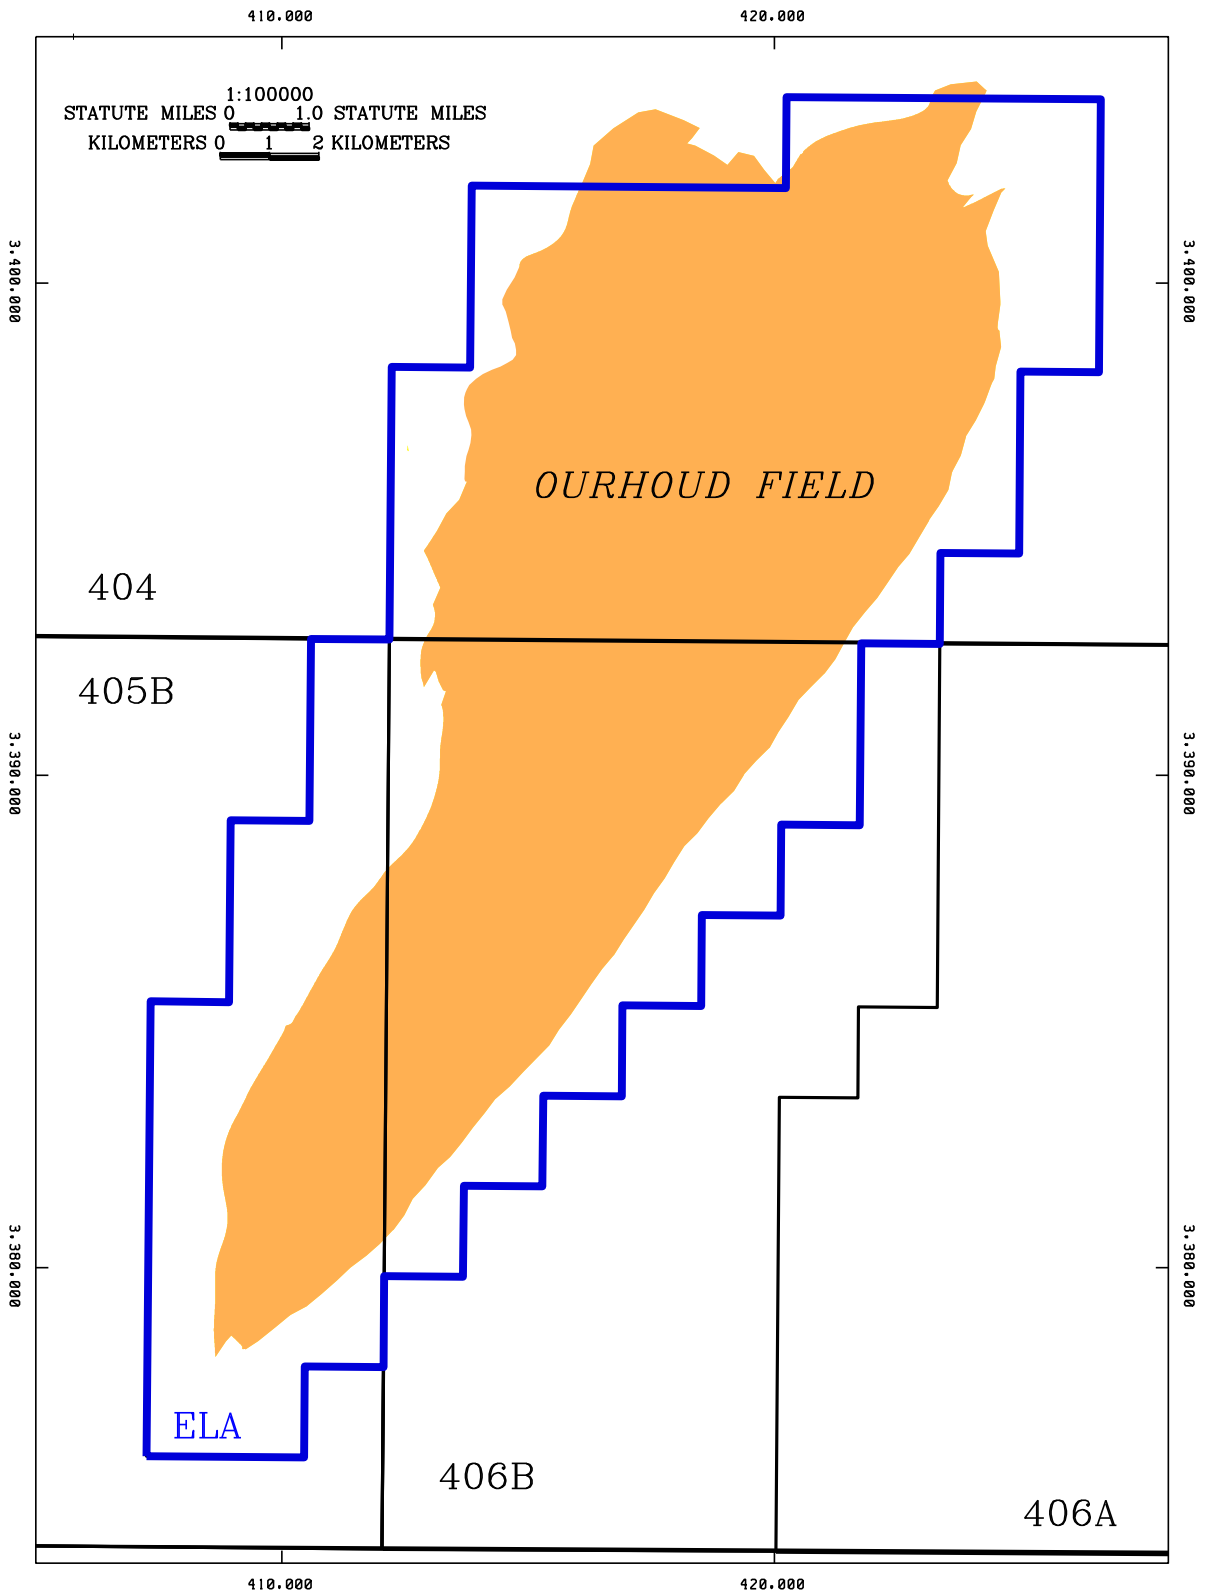 410.000 420.000
1:100000
STATUTE MILES 0 1.0 STATUTE MILES
KILOMETERS 0 1 2 KILOMETERS
3.400.000 3.400.000
OURHOUD FIELD
404
405B
3.390.000 3.390.000
3.380.000 3.380.000
ELA
406B
406A
410.000 420.000